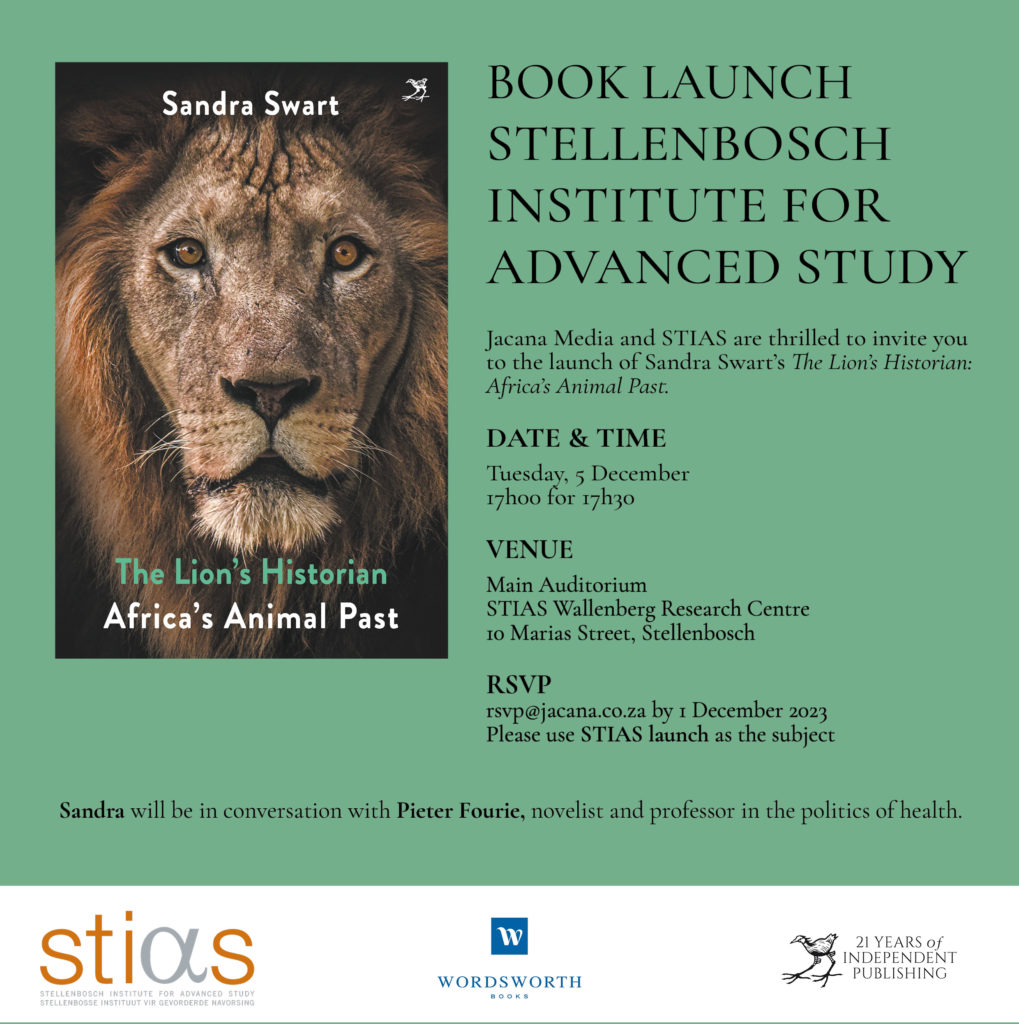 Sandra Swart
The Lion's Historian
Africa's Animal Past
BOOK LAUNCH
STELLENBOSCH
INSTITUTE FOR
ADVANCED STUDY
Jacana Media and STIAS are thrilled to invite you
to the launch of Sandra Swart's The Lion's Historian:
Africa's Animal Past.
DATE & TIME
Tuesday, 5 December
17h00 for 17h30
VENUE
Main Auditorium
STIAS Wallenberg Research Centre
10 Marias Street, Stellenbosch
RSVP
rsvp@jacana.co.za by 1 December 2023
Please use STIAS launch as the subject
Sandra will be in conversation with Pieter Fourie, novelist and professor in the politics of health.
stiαs
STELLENBOSCH INSTITUTE FOR ADVANCED STUDY
STELLENBOSSE INSTITUUT VIR GEVORDERDE NAVORSING
W
WORDSWORTH
BOOKS
21 YEARS of
INDEPENDENT
PUBLISHING